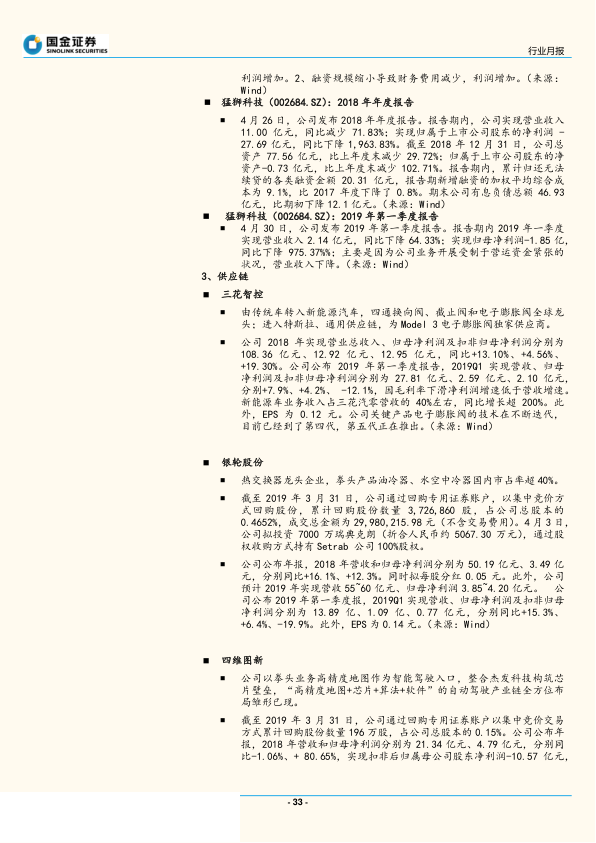 国金证券
SINOLINK SECURITIES
行业月报
利润增加。2、融资规模缩小导致财务费用减少，利润增加。（来源：
Wind）
■ 猛狮科技（002684.SZ）：2018 年年度报告
■ 4 月 26 日，公司发布 2018 年年度报告。报告期内，公司实现营业收入
11.00 亿元，同比减少 71.83%；实现归属于上市公司股东的净利润 -
27.69 亿元，同比下降 1,963.83%。截至 2018 年 12 月 31 日，公司总
资产 77.56 亿元，比上年度末减少 29.72%；归属于上市公司股东的净
资产-0.73 亿元，比上年度末减少 102.71%。报告期内，累计归还无法
续贷的各类融资金额 20.31 亿元，报告期新增融资的加权平均综合成
本为 9.1%，比 2017 年度下降了 0.8%。期末公司有息负债总额 46.93
亿元，比期初下降 12.1 亿元。（来源：Wind）
■ 猛狮科技（002684.SZ）：2019 年第一季度报告
■ 4 月 30 日，公司发布 2019 年第一季度报告。报告期内 2019 年一季度
实现营业收入 2.14 亿元，同比下降 64.33%；实现归母净利润-1.85 亿，
同比下降 975.37%%；主要是因为公司业务开展受制于营运资金紧张的
状况，营业收入下降。（来源：Wind）
3、供应链
■ 三花智控
■ 由传统车转入新能源汽车，四通换向阀、截止阀和电子膨胀阀全球龙
头；进入特斯拉、通用供应链，为 Model 3 电子膨胀阀独家供应商。
■ 公司 2018 年实现营业总收入、归母净利润及扣非归母净利润分别为
108.36 亿元、12.92 亿元、12.95 亿元，同比+13.10%、+4.56%、
+19.30%。公司公布 2019 年第一季度报告，2019Q1 实现营收、归母
净利润及扣非归母净利润分别为 27.81 亿元、2.59 亿元、2.10 亿元，
分别+7.9%、+4.2%、 -12.1%，因毛利率下滑净利润增速低于营收增速。
新能源车业务收入占三花汽零营收的 40%左右，同比增长超 200%。此
外，EPS 为 0.12 元。公司关键产品电子膨胀阀的技术在不断迭代，
目前已经到了第四代，第五代正在推出。（来源：Wind）
■ 银轮股份
■ 热交换器龙头企业，拳头产品油冷器、水空中冷器国内市占率超 40%。
■ 截至 2019 年 3 月 31 日，公司通过回购专用证券账户，以集中竞价方
式回购股份，累计回购股份数量 3,726,860 股，占公司总股本的
0.4652%，成交总金额为 29,980,215.98 元（不含交易费用）。4 月 3 日，
公司拟投资 7000 万瑞典克朗（折合人民币约 5067.30 万元），通过股
权收购方式持有 Setrab 公司 100%股权。
■ 公司公布年报，2018 年营收和归母净利润分别为 50.19 亿元、3.49 亿
元，分别同比+16.1%、+12.3%。同时拟每股分红 0.05 元。此外，公司
预计 2019 年实现营收 55~60 亿元、归母净利润 3.85~4.20 亿元。 公
司公布 2019 年第一季度报，2019Q1 实现营收、归母净利润及扣非归母
净利润分别为 13.89 亿、1.09 亿、0.77 亿元，分别同比+15.3%、
+6.4%、-19.9%。此外，EPS 为 0.14 元。（来源：Wind）
■ 四维图新
■ 公司以拳头业务高精度地图作为智能驾驶入口，整合杰发科技构筑芯
片壁垒，“高精度地图+芯片+算法+软件”的自动驾驶产业链全方位布
局雏形已现。
■ 截至 2019 年 3 月 31 日，公司通过回购专用证券账户以集中竞价交易
方式累计回购股份数量 196 万股，占公司总股本的 0.15%。公司公布年
报，2018 年营收和归母净利润分别为 21.34 亿元、4.79 亿元，分别同
比-1.06%、+ 80.65%，实现扣非后归属母公司股东净利润-10.57 亿元，
- 33 -